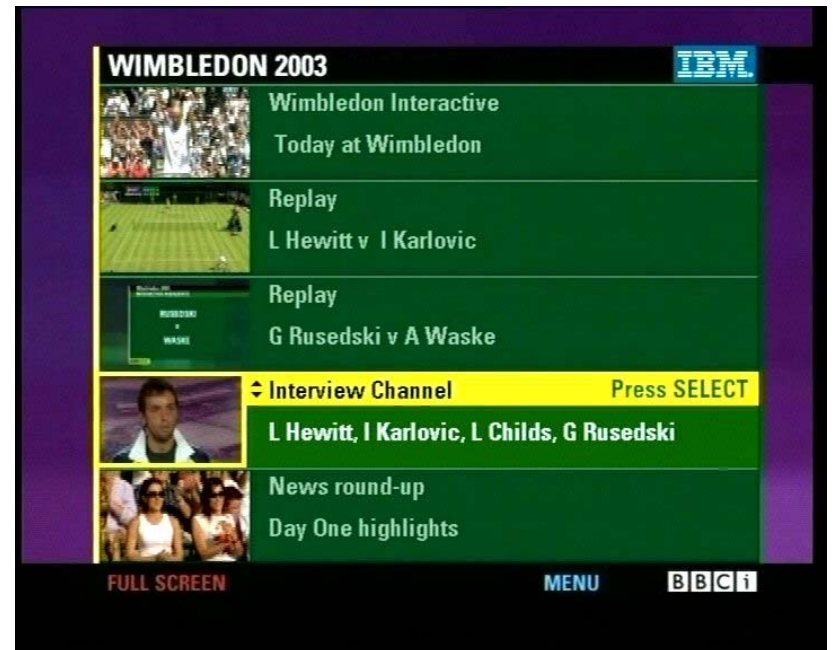 WIMBLEDON 2003
IBM.
Wimbledon Interactive
Today at Wimbledon
Replay
L Hewitt v I Karlovic
Replay
RUSEDSKI
v
WASKE
G Rusedski v A Waske
Interview Channel
Press SELECT
L Hewitt, I Karlovic, L Childs, G Rusedski
News round-up
Day One highlights
FULL SCREEN
MENU
BBCi